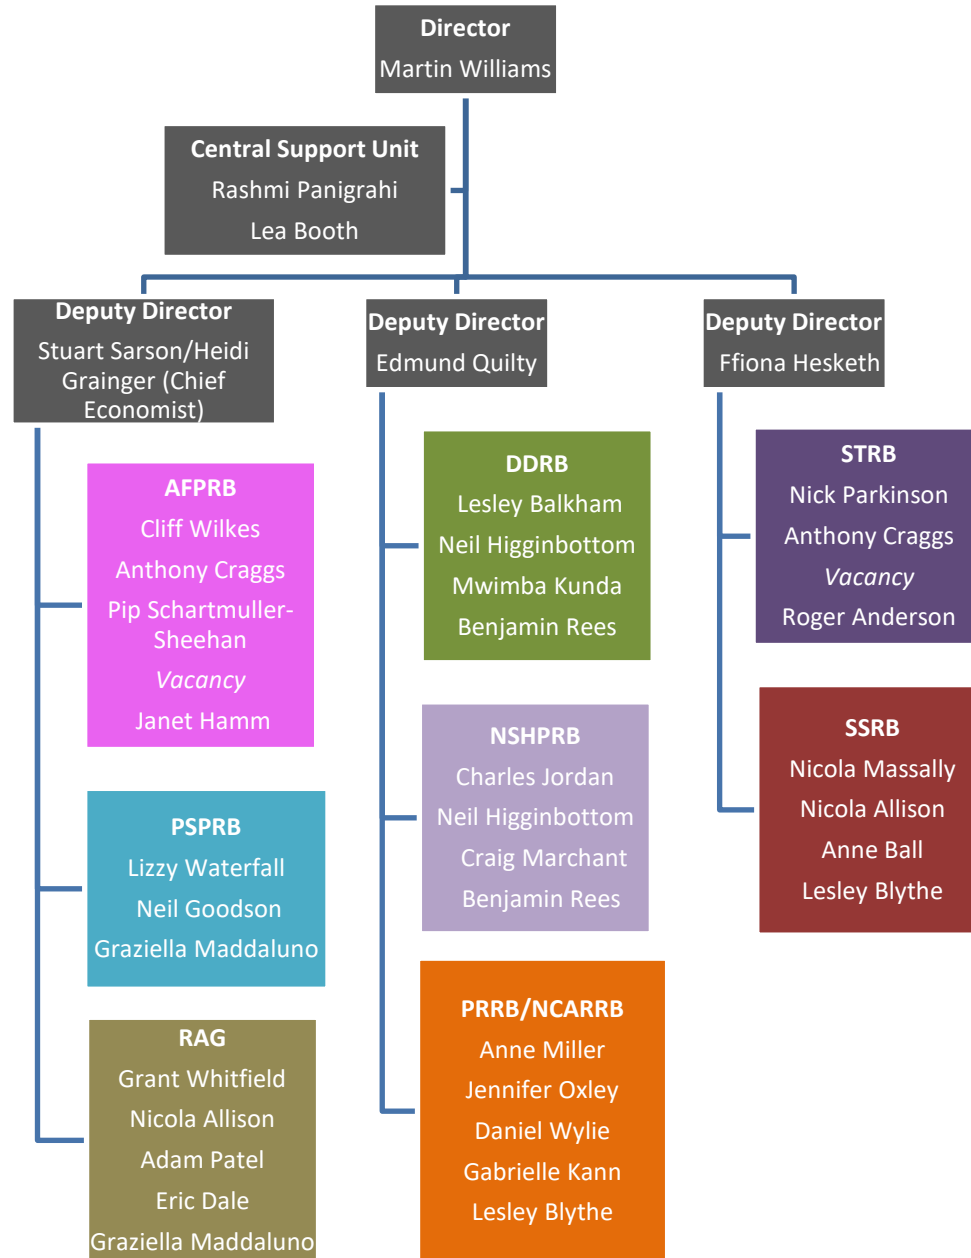 Director
Martin Williams
Central Support Unit
Rashmi Panigrahi
Lea Booth
Deputy Director
Stuart Sarson/Heidi
Grainger (Chief
Economist)
AFPRB
Cliff Wilkes
Anthony Craggs
Pip Schartmuller-
Sheehan
Vacancy
Janet Hamm
PSPRB
Lizzy Waterfall
Neil Goodson
Graziella Maddaluno
RAG
Grant Whitfield
Nicola Allison
Adam Patel
Eric Dale
Graziella Maddaluno
Deputy Director
Edmund Quilty
DDRB
Lesley Balkham
Neil Higginbottom
Mwimba Kunda
Benjamin Rees
NSHPRB
Charles Jordan
Neil Higginbottom
Craig Marchant
Benjamin Rees
PRRB/NCARRB
Anne Miller
Jennifer Oxley
Daniel Wylie
Gabrielle Kann
Lesley Blythe
Deputy Director
Ffiona Hesketh
STRB
Nick Parkinson
Anthony Craggs
Vacancy
Roger Anderson
SSRB
Nicola Massally
Nicola Allison
Anne Ball
Lesley Blythe